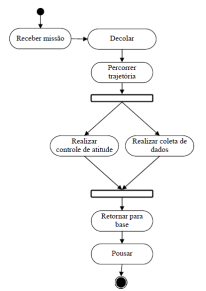 Receber missão
Decolar
Percorrer
trajetória
Realizar
controle de atitude
Realizar coleta de
dados
Retornar para
base
Pousar